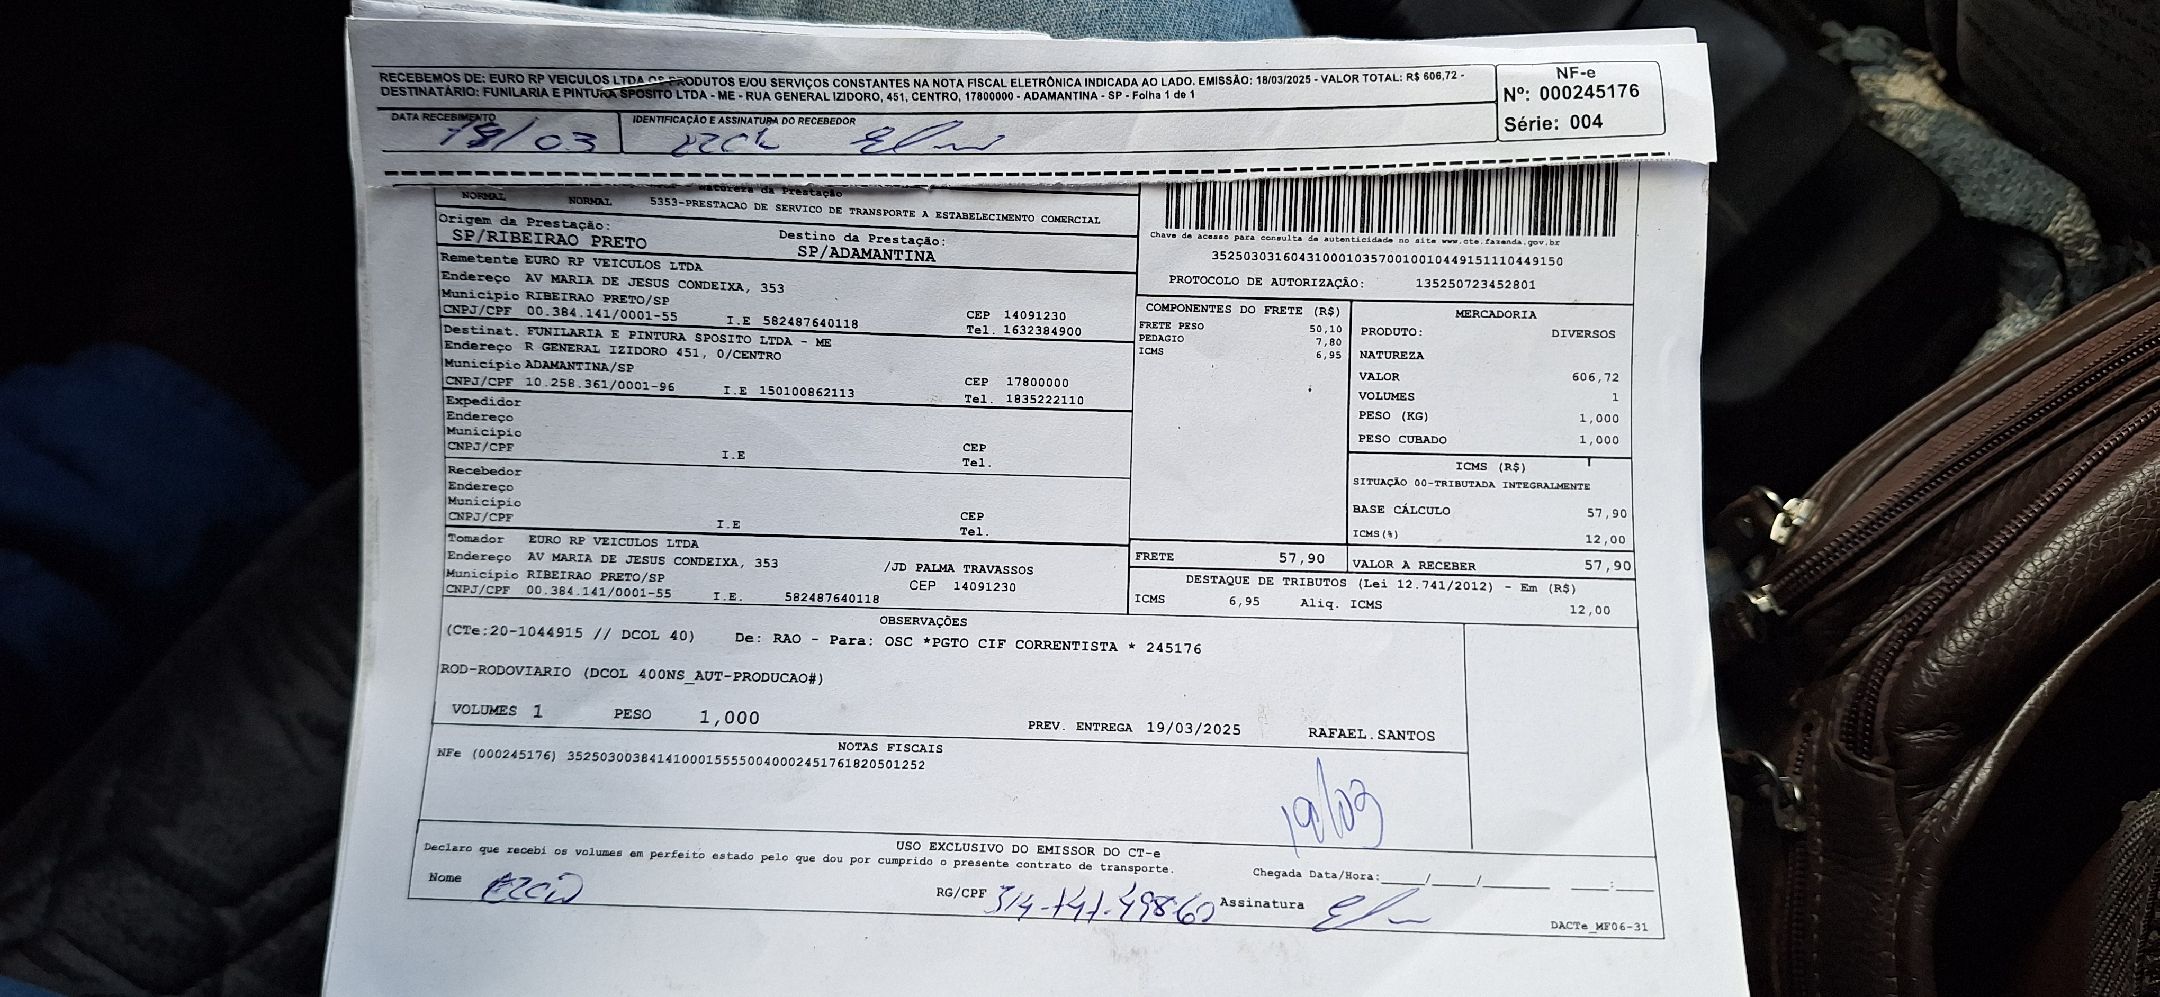 RECEBEMOS DE: EURO RP VEICULOS LTDA OS PRODUTOS E/OU SERVIÇOS CONSTANTES NA NOTA FISCAL ELETRÔNICA INDICADA AO LADO. EMISSÃO: 18/03/2025 - VALOR TOTAL: R$ 606,72 -
DESTINATÁRIO: FUNILARIA E PINTURA SPOSITO LTDA - ME - RUA GENERAL IZIDORO, 451, CENTRO, 17800000 - ADAMANTINA - SP - Folha 1 de 1
NF-e
Nº: 000245176
Série: 004
DATA RECEBIMENTO
IDENTIFICAÇÃO E ASSINATURA DO RECEBEDOR
/03
Natureza da Prestação
NORMAL NORMAL 5353-PRESTACAO DE SERVICO DE TRANSPORTE A ESTABELECIMENTO COMERCIAL
Origem da Prestação:
SP/RIBEIRAO PRETO
Destino da Prestação:
SP/ADAMANTINA
Remetente EURO RP VEICULOS LTDA
Endereço AV MARIA DE JESUS CONDEIXA, 353
Município RIBEIRAO PRETO/SP CEP 14091230
CNPJ/CPF 00.384.141/0001-55 I.E 582487640118 Tel. 1632384900
Destinat. FUNILARIA E PINTURA SPOSITO LTDA - ME
Endereço R GENERAL IZIDORO 451, 0/CENTRO
Município ADAMANTINA/SP CEP 17800000
CNPJ/CPF 10.258.361/0001-96 I.E 150100862113 Tel. 1835222110
Expedidor
Endereço
Município CEP
CNPJ/CPF I.E Tel.
Recebedor
Endereço
Município CEP
CNPJ/CPF I.E Tel.
Tomador EURO RP VEICULOS LTDA
Endereço AV MARIA DE JESUS CONDEIXA, 353 /JD PALMA TRAVASSOS
Município RIBEIRAO PRETO/SP CEP 14091230
CNPJ/CPF 00.384.141/0001-55 I.E. 582487640118
Chave de acesso para consulta de autenticidade no site www.cte.fazenda.gov.br
35250303160431000103570010010449151110449150
PROTOCOLO DE AUTORIZAÇÃO: 135250723452801
COMPONENTES DO FRETE (R$)
FRETE PESO 50,10
PEDAGIO 7,80
ICMS 6,95
MERCADORIA
PRODUTO: DIVERSOS
NATUREZA
VALOR 606,72
VOLUMES 1
PESO (KG) 1,000
PESO CUBADO 1,000
ICMS (R$)
SITUAÇÃO 00-TRIBUTADA INTEGRALMENTE
BASE CÁLCULO 57,90
ICMS(%) 12,00
FRETE 57,90
VALOR A RECEBER 57,90
DESTAQUE DE TRIBUTOS (Lei 12.741/2012) - Em (R$)
ICMS 6,95 Aliq. ICMS 12,00
OBSERVAÇÕES
(CTe:20-1044915 // DCOL 40) De: RAO - Para: OSC *PGTO CIF CORRENTISTA * 245176
ROD-RODOVIARIO (DCOL 400NS_AUT-PRODUCAO#)
VOLUMES 1 PESO 1,000 PREV. ENTREGA 19/03/2025 RAFAEL.SANTOS
NOTAS FISCAIS
NFe (000245176) 35250300384141000155550040002451761820501252
19/03
USO EXCLUSIVO DO EMISSOR DO CT-e
Declaro que recebi os volumes em perfeito estado pelo que dou por cumprido o presente contrato de transporte.
Chegada Data/Hora:____/____/______ ___:___
Nome RG/CPF Assinatura
DACTe_MF06-31